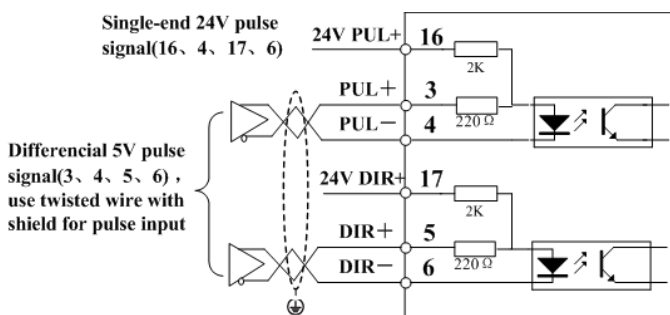 Single-end 24V pulse
signal(16、4、17、6)
24V PUL+ 16
2K
PUL+ 3
220Ω
PUL− 4
Differencial 5V pulse
signal(3、4、5、6) ,
use twisted wire with
shield for pulse input
24V DIR+ 17
2K
DIR+ 5
220Ω
DIR− 6